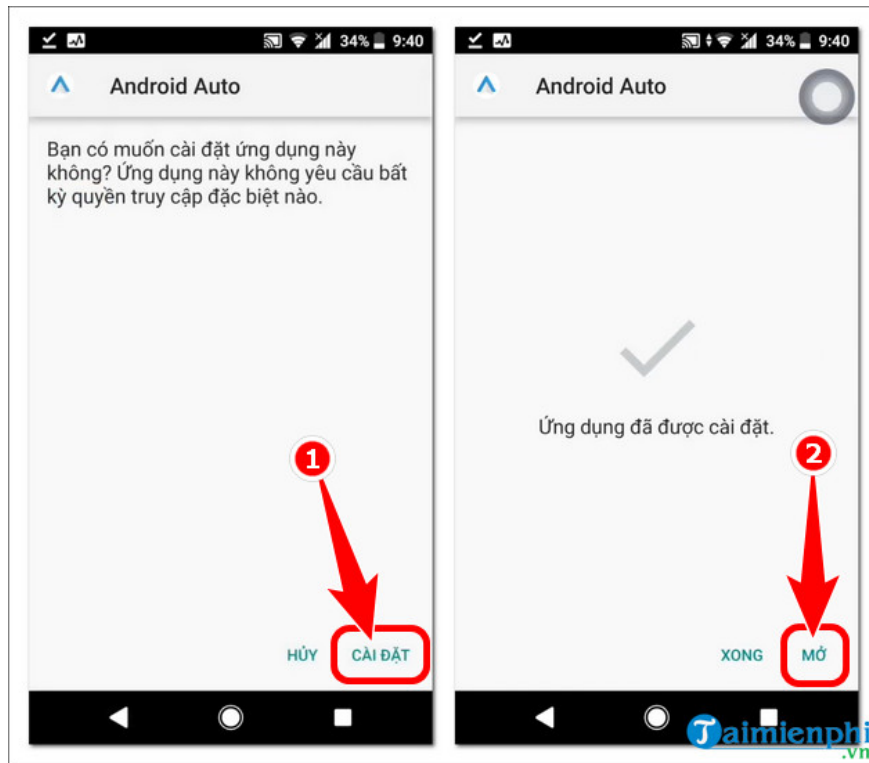 34% 9:40
Android Auto
Bạn có muốn cài đặt ứng dụng này
không? Ứng dụng này không yêu cầu bất
kỳ quyền truy cập đặc biệt nào.
1
HỦY CÀI ĐẶT
34% 9:40
Android Auto
Ứng dụng đã được cài đặt.
2
XONG MỞ
Taimienphi
.vn